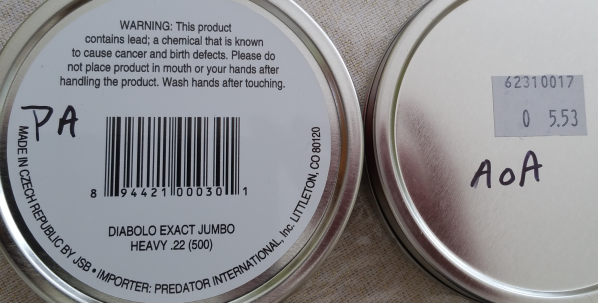 WARNING: This product
contains lead; a chemical that is known
to cause cancer and birth defects. Please do
not place product in mouth or your hands after
handling the product. Wash hands after touching.
PA
8 94421 00030 1
DIABOLO EXACT JUMBO
HEAVY .22 (500)
MADE IN CZECH REPUBLIC BY JSB • IMPORTER: PREDATOR INTERNATIONAL, Inc. LITTLETON, CO 80120
62310017
0 5.53
AoA